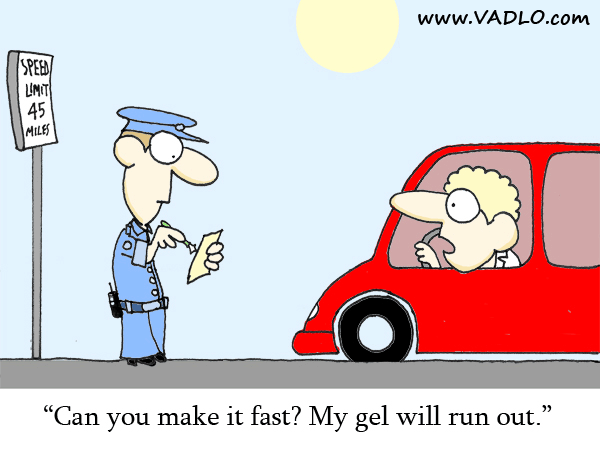 www.VADLO.com
SPEED
LIMIT
45
MILES
“Can you make it fast? My gel will run out.”